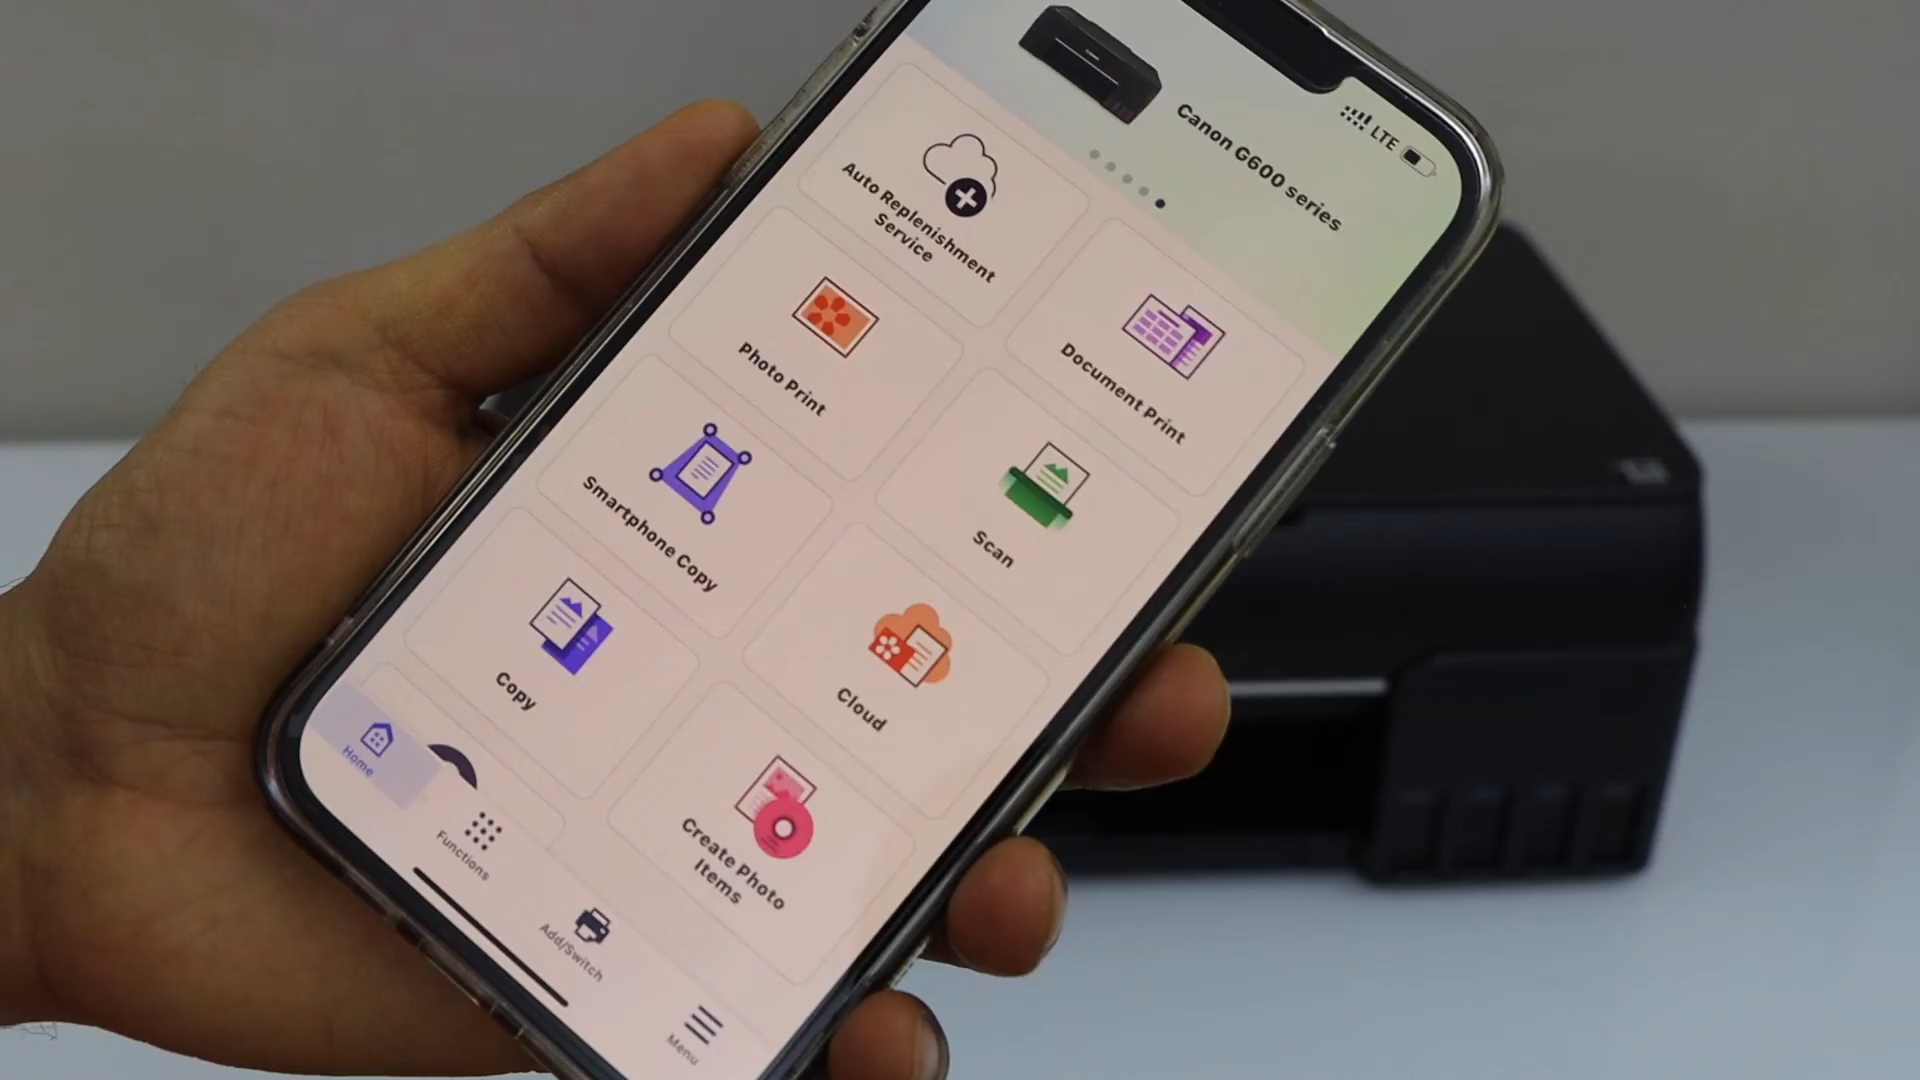 LTE
Canon G600 series
Auto Replenishment
Service
Document Print
Photo Print
Scan
Smartphone Copy
Cloud
Copy
Create Photo
Items
Home
Functions
Add/Switch
Menu